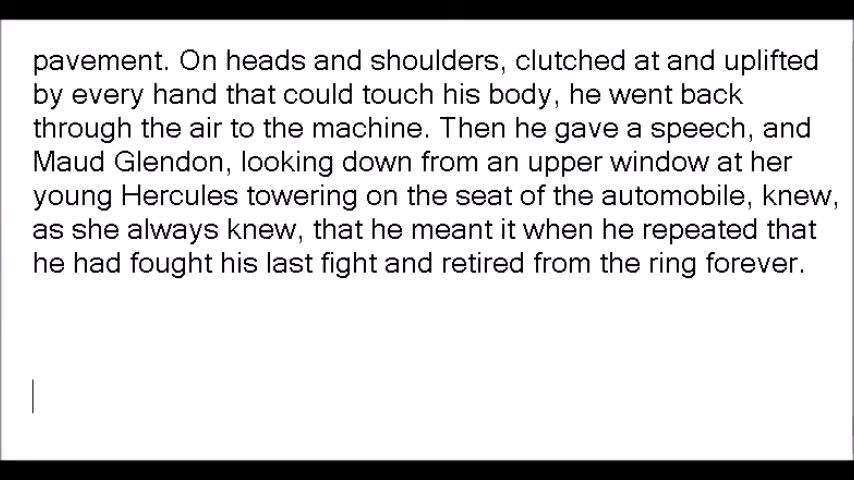 pavement. On heads and shoulders, clutched at and uplifted
by every hand that could touch his body, he went back
through the air to the machine. Then he gave a speech, and
Maud Glendon, looking down from an upper window at her
young Hercules towering on the seat of the automobile, knew,
as she always knew, that he meant it when he repeated that
he had fought his last fight and retired from the ring forever.